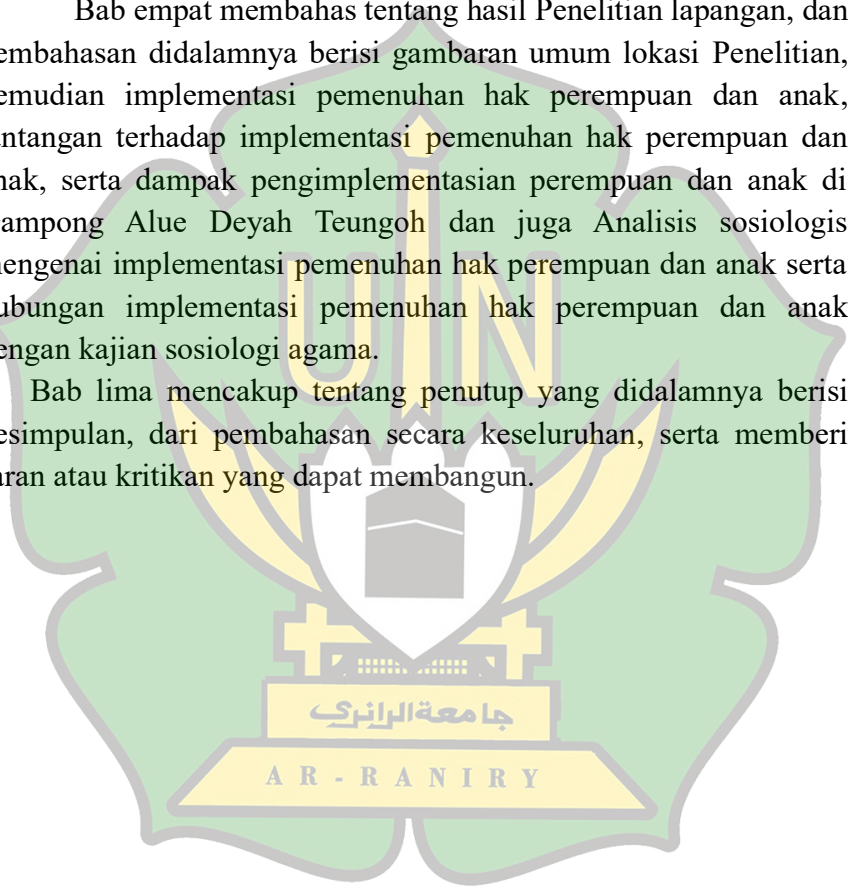 Bab empat membahas tentang hasil Penelitian lapangan, dan
embahasan didalamnya berisi gambaran umum lokasi Penelitian,
emudian implementasi pemenuhan hak perempuan dan anak,
antangan terhadap implementasi pemenuhan hak perempuan dan
nak, serta dampak pengimplementasian perempuan dan anak di
ampong Alue Deyah Teungoh dan juga Analisis sosiologis
nengenai implementasi pemenuhan hak perempuan dan anak serta
ubungan implementasi pemenuhan hak perempuan dan anak
engan kajian sosiologi agama.
Bab lima mencakup tentang penutup yang didalamnya berisi
esimpulan, dari pembahasan secara keseluruhan, serta memberi
aran atau kritikan yang dapat membangun.
UIN
جامعة الرانري
AR-RANIRY